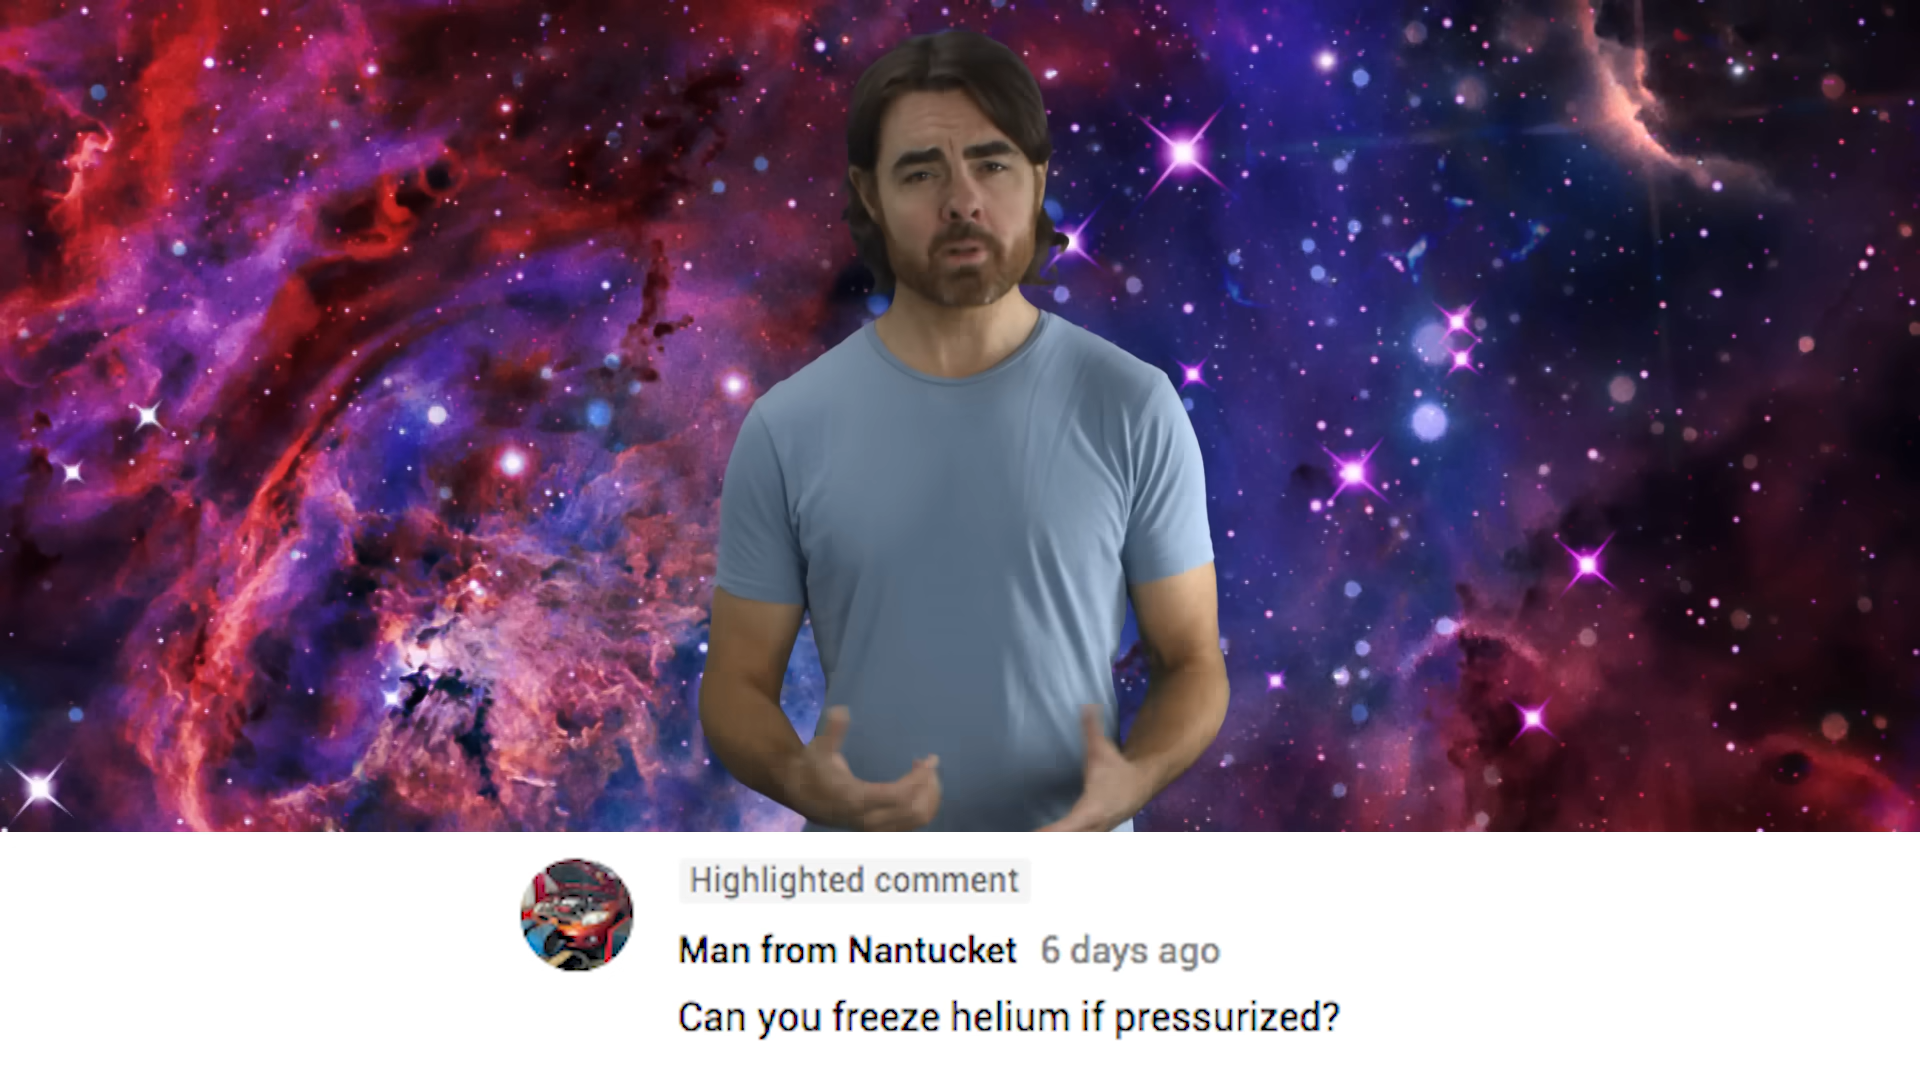 Highlighted comment
Man from Nantucket 6 days ago
Can you freeze helium if pressurized?